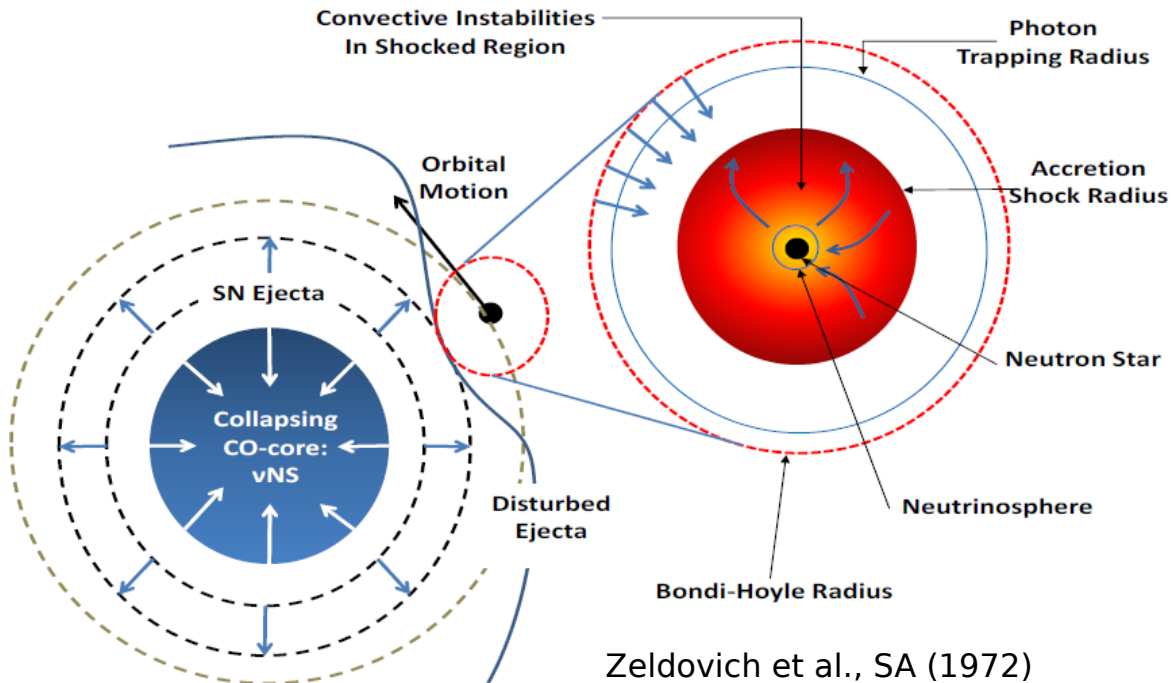 Convective Instabilities
In Shocked Region
Photon
Trapping Radius
Orbital
Motion
Accretion
Shock Radius
SN Ejecta
Neutron Star
Collapsing
CO-core:
νNS
Disturbed
Ejecta
Neutrinosphere
Bondi-Hoyle Radius
Zeldovich et al., SA (1972)